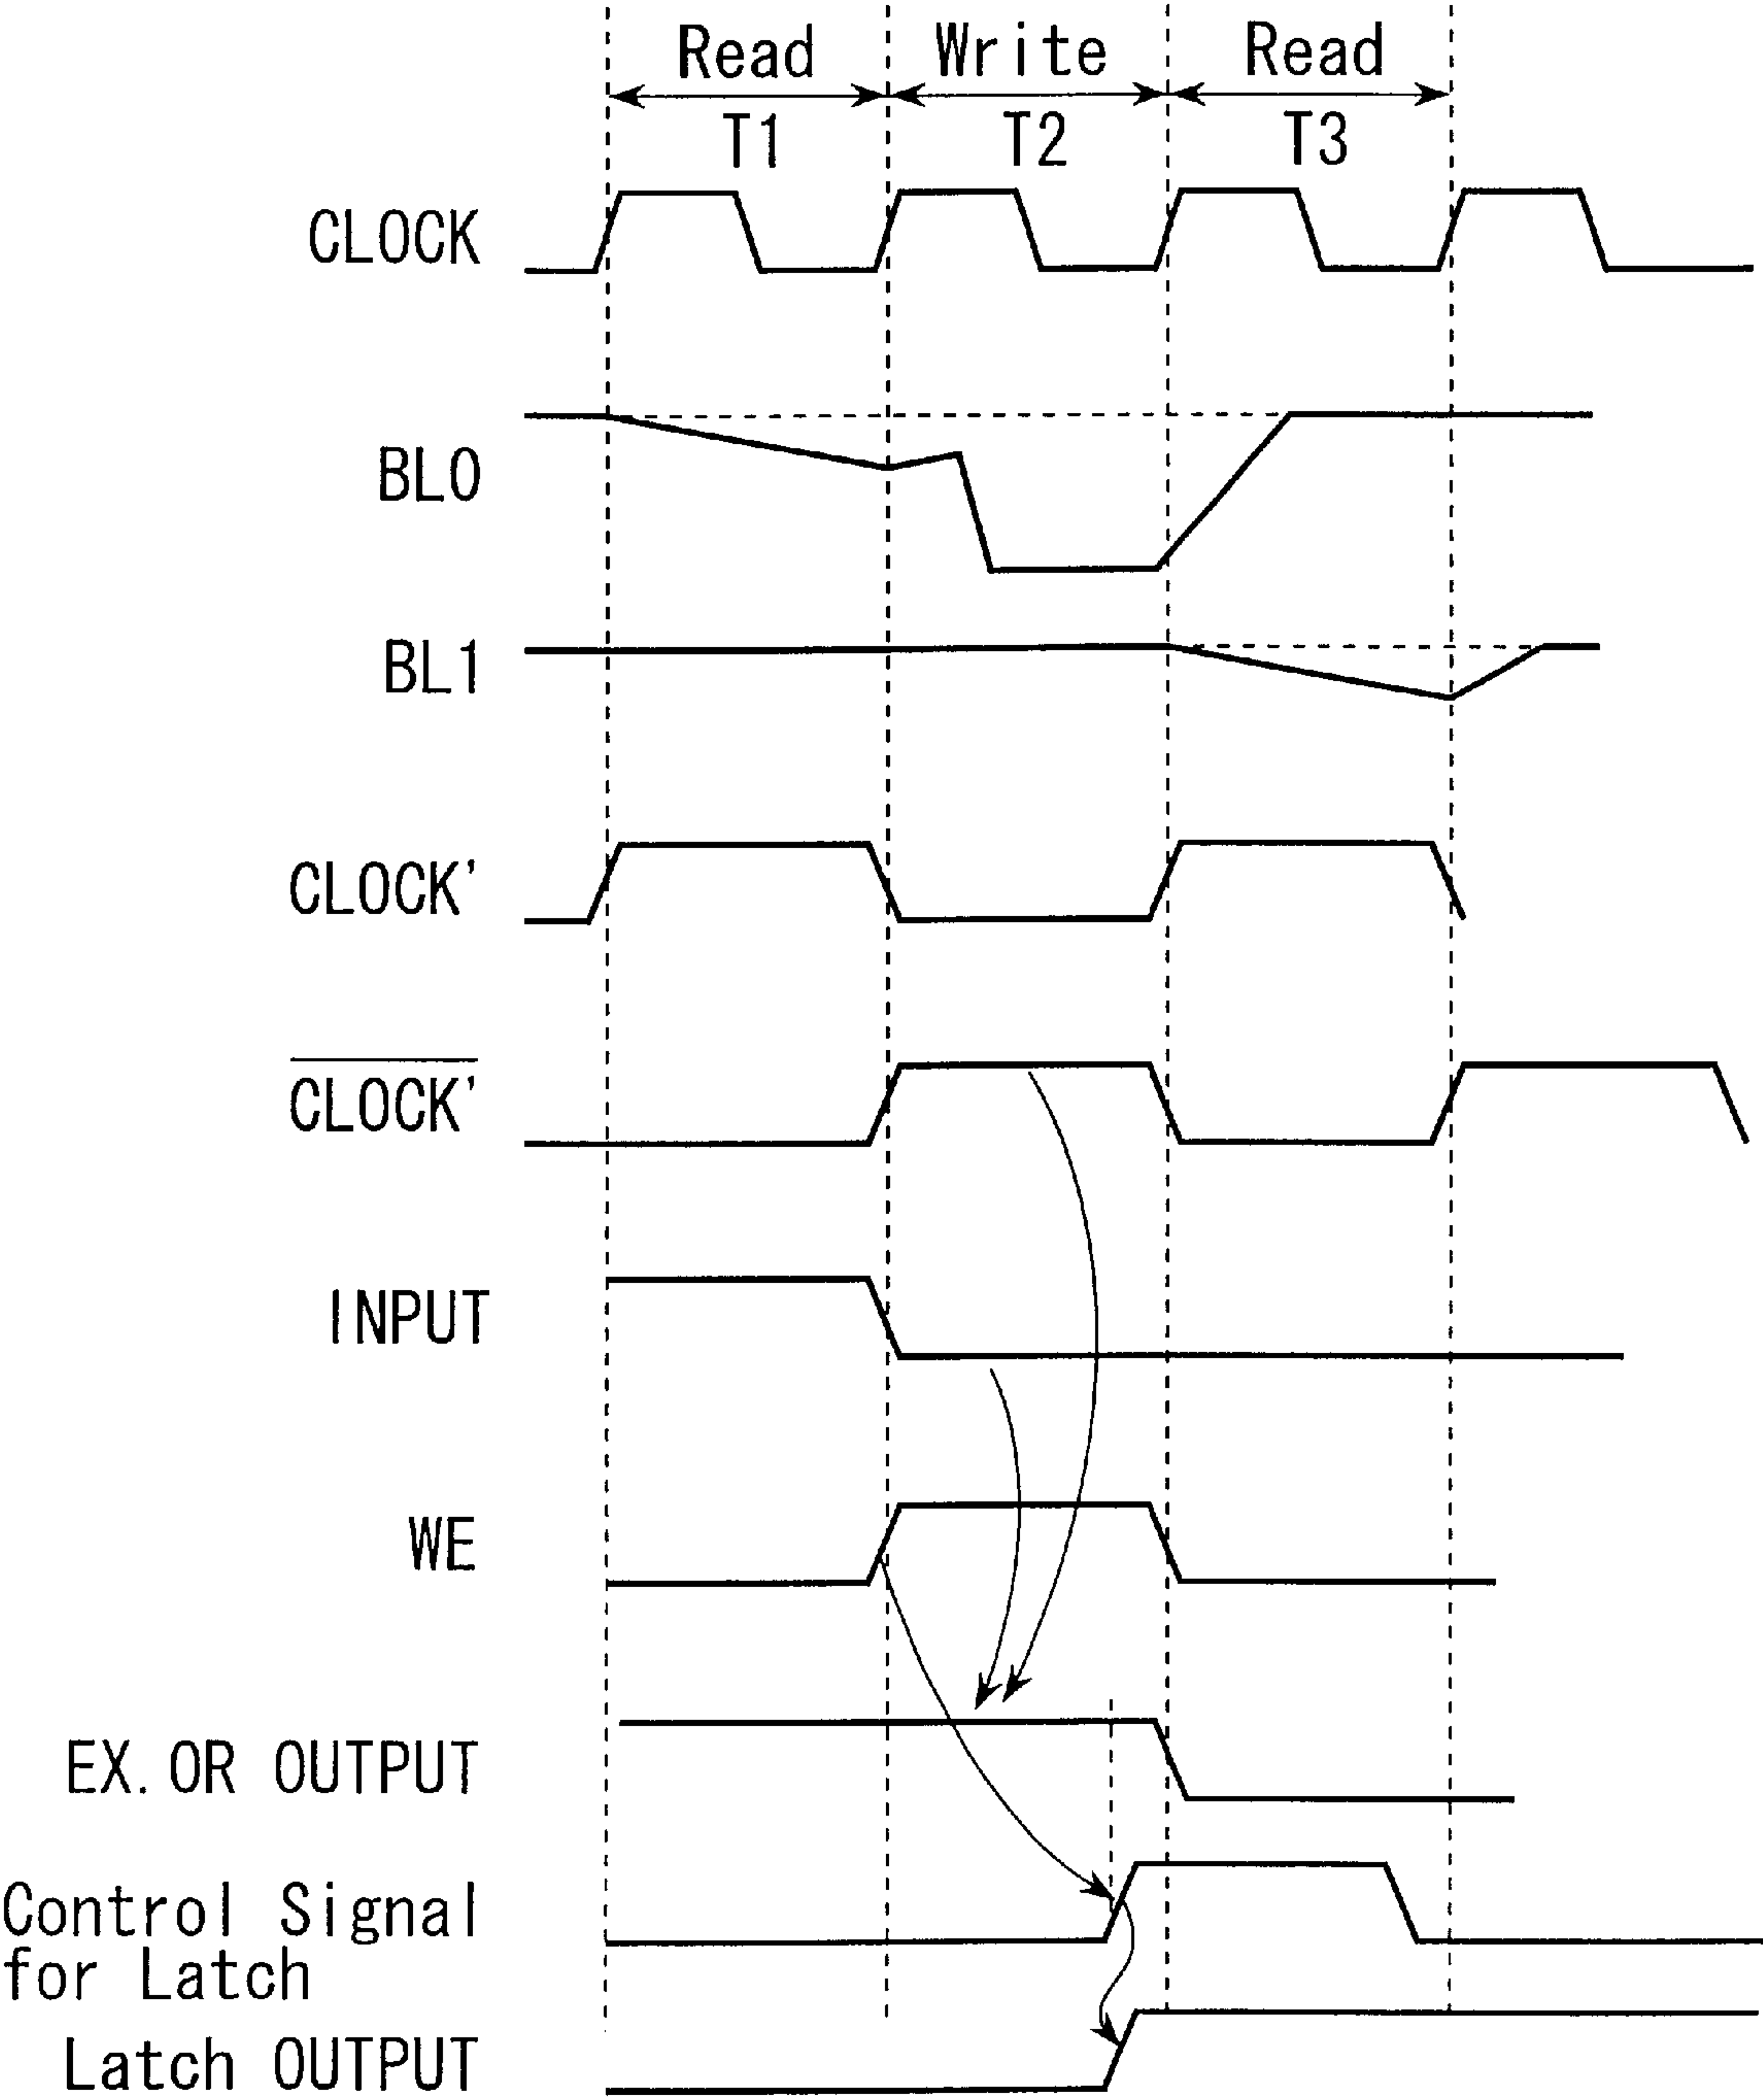 Read Write Read
T1 T2 T3
CLOCK
BL0
BL1
CLOCK'
CLOCK'
INPUT
WE
EX.OR OUTPUT
Control Signal
for Latch
Latch OUTPUT